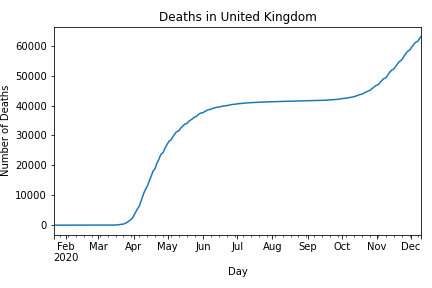 Deaths in United Kingdom
Number of Deaths
60000
50000
40000
30000
20000
10000
0
Feb Mar Apr May Jun Jul Aug Sep Oct Nov Dec
2020
Day